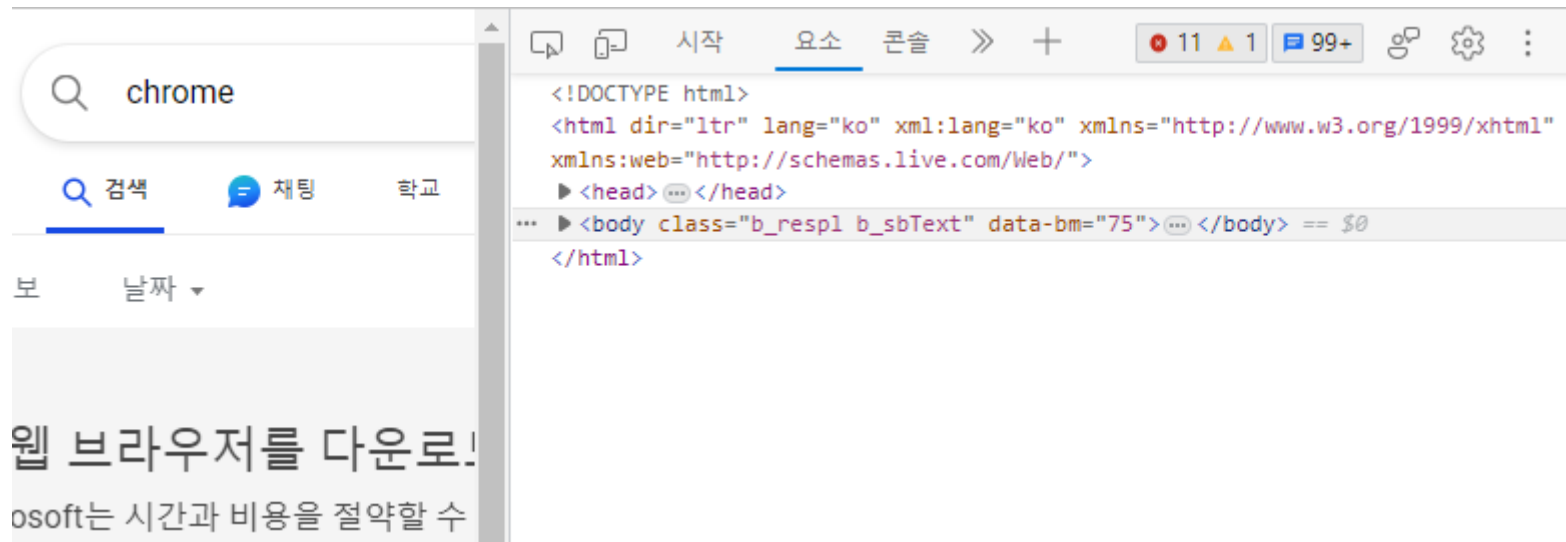 chrome
검색 채팅 학교
보 날짜
웹 브라우저를 다운로
osoft는 시간과 비용을 절약할 수
시작 요소 콘솔 11 1 99+
<!DOCTYPE html>
<html dir="ltr" lang="ko" xml:lang="ko" xmlns="http://www.w3.org/1999/xhtml"
xmlns:web="http://schemas.live.com/Web/">
<head>…</head>
… <body class="b_respl b_sbText" data-bm="75">…</body> == $0
</html>